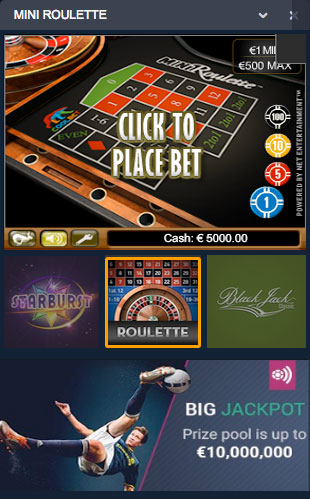 MINI ROULETTE
Mini
Roulette
€1 MI
€500 MAX
EVEN
CLICK TO
PLACE BET
100
10
5
1
POWERED BY NET ENTERTAINMENT™
Cash: € 5000.00
STARBURST
ROULETTE
Black Jack
BIG JACKPOT
Prize pool is up to
€10,000,000